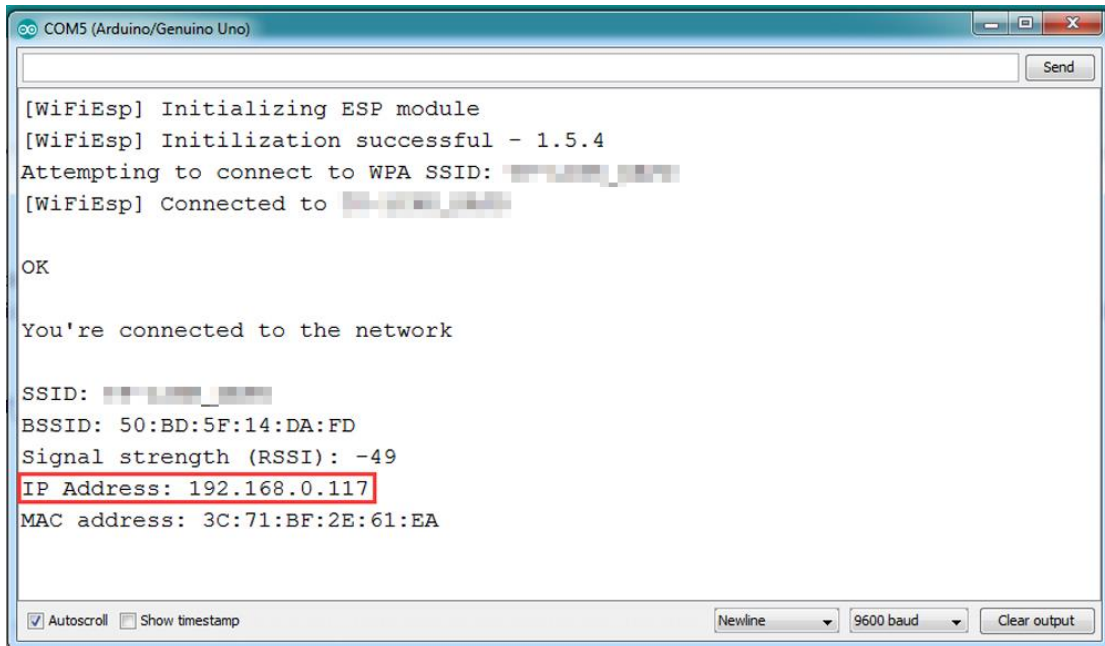 COM5 (Arduino/Genuino Uno)
Send
[WiFiEsp] Initializing ESP module
[WiFiEsp] Initilization successful - 1.5.4
Attempting to connect to WPA SSID:
[WiFiEsp] Connected to
OK
You're connected to the network
SSID:
BSSID: 50:BD:5F:14:DA:FD
Signal strength (RSSI): -49
IP Address: 192.168.0.117
MAC address: 3C:71:BF:2E:61:EA
Autoscroll Show timestamp Newline 9600 baud Clear output